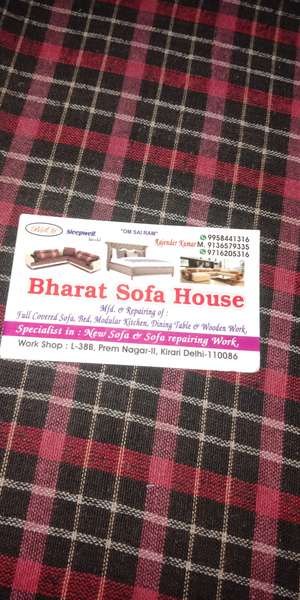 Sleepwell
"OM SAI RAM"
9958441316
Rajender Kumar M. 9136579335
9716205316
Bharat Sofa House
Mfd. & Repairing of :
Full Covered Sofa, Bed, Modular Kitchen, Dining Table & Wooden Work,
Specialist in : New Sofa & Sofa repairing Work,
Work Shop : L-38B, Prem Nagar-II, Kirari Delhi-110086